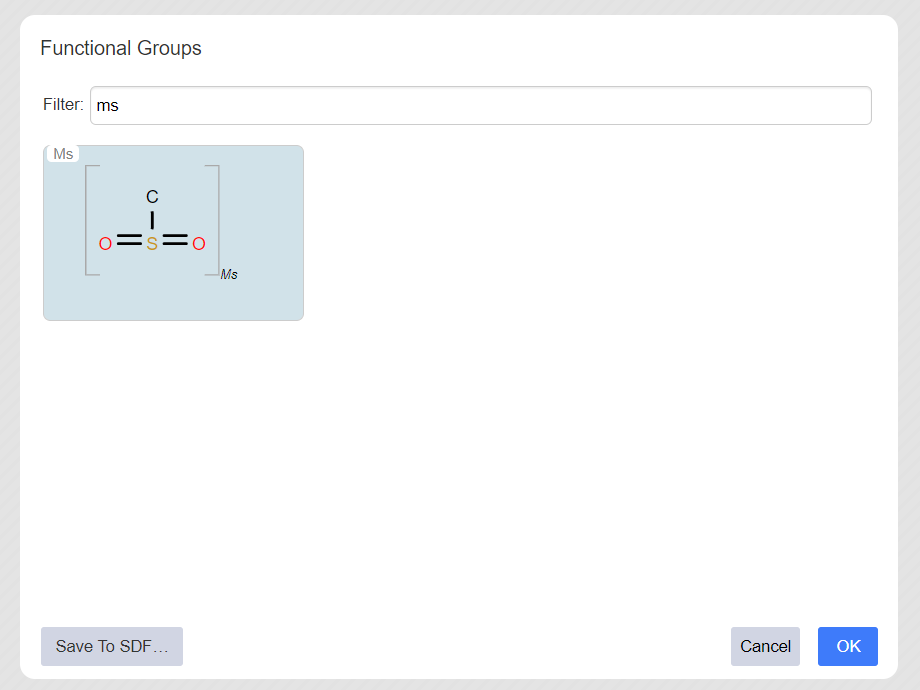 Functional Groups
Filter: ms
Ms
C
O S O
Ms
Save To SDF… Cancel OK